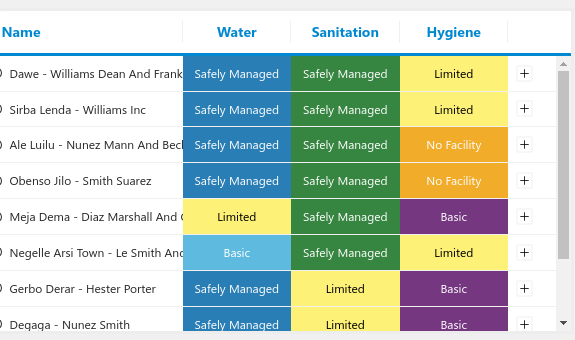 Name Water Sanitation Hygiene
Dawe - Williams Dean And Frank Safely Managed Safely Managed Limited +
Sirba Lenda - Williams Inc Safely Managed Safely Managed Limited +
Ale Luilu - Nunez Mann And Bec Safely Managed Safely Managed No Facility +
Obenso Jilo - Smith Suarez Safely Managed Safely Managed No Facility +
Meja Dema - Diaz Marshall And Limited Safely Managed Basic +
Negelle Arsi Town - Le Smith And Basic Safely Managed Limited +
Gerbo Derar - Hester Porter Safely Managed Limited Basic +
Degaga - Nunez Smith Safely Managed Limited Basic +